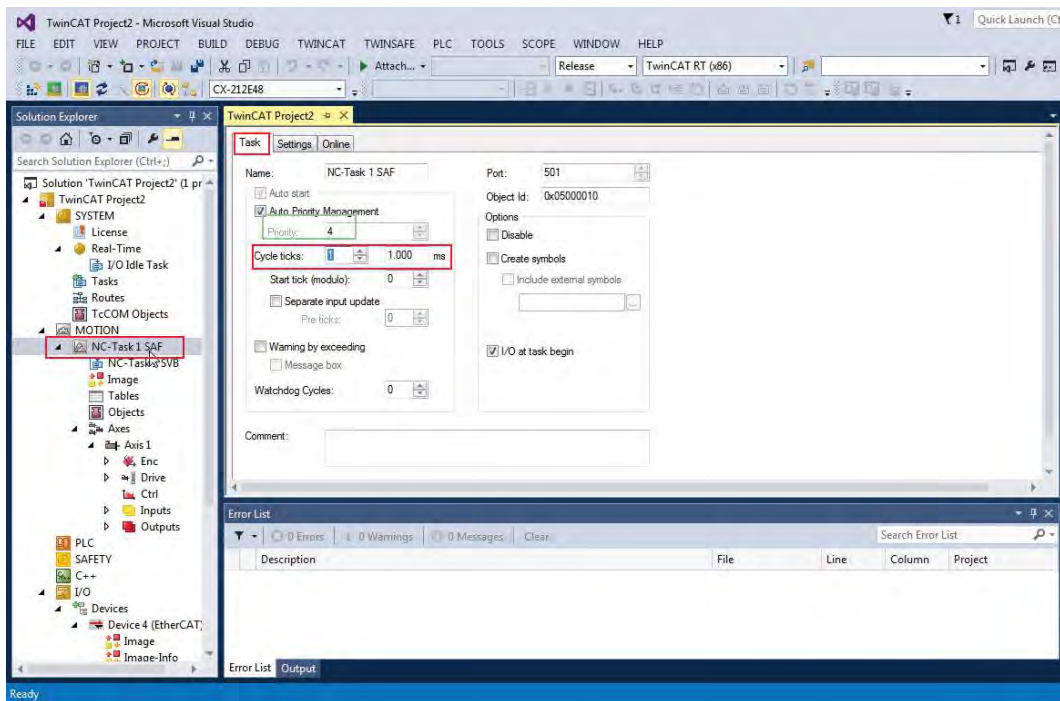 TwinCAT Project2 - Microsoft Visual Studio
1 Quick Launch (Ct
FILE EDIT VIEW PROJECT BUILD DEBUG TWINCAT TWINSAFE PLC TOOLS SCOPE WINDOW HELP
Attach... Release TwinCAT RT (x86)
CX-212E48
Solution Explorer
Search Solution Explorer (Ctrl+;)
Solution 'TwinCAT Project2' (1 pr
TwinCAT Project2
SYSTEM
License
Real-Time
I/O Idle Task
Tasks
Routes
TcCOM Objects
MOTION
NC-Task 1 SAF
NC-Task SVB
Image
Tables
Objects
Axes
Axis 1
Enc
Drive
Ctrl
Inputs
Outputs
PLC
SAFETY
C++
I/O
Devices
Device 4 (EtherCAT)
Image
Image-Info
TwinCAT Project2
Task Settings Online
Name: NC-Task 1 SAF
Auto start
Auto Priority Management
Priority: 4
Cycle ticks: 1 1.000 ms
Start tick (modulo): 0
Separate input update
Pre ticks: 0
Warning by exceeding
Message box
Watchdog Cycles: 0
Port: 501
Object Id: 0x05000010
Options
Disable
Create symbols
Include external symbols
...
I/O at task begin
Comment:
Error List
0 Errors 0 Warnings 0 Messages Clear
Search Error List
Description File Line Column Project
Error List Output
Ready